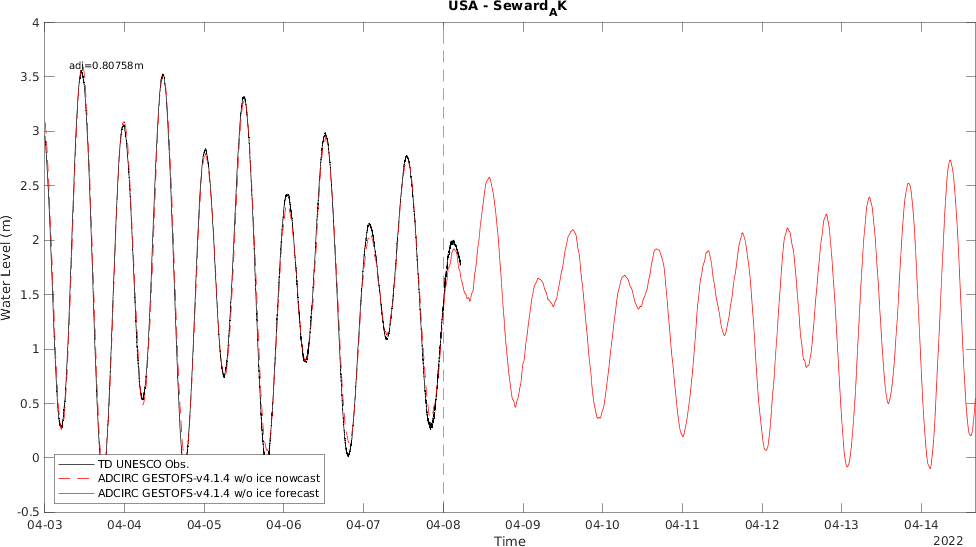 USA - Seward_AK
adj=0.80758m
4
3.5
3
2.5
2
1.5
1
0.5
0
-0.5
Water Level (m)
TD UNESCO Obs.
ADCIRC GESTOFS-v4.1.4 w/o ice nowcast
ADCIRC GESTOFS-v4.1.4 w/o ice forecast
04-03 04-04 04-05 04-06 04-07 04-08 04-09 04-10 04-11 04-12 04-13 04-14
Time
2022